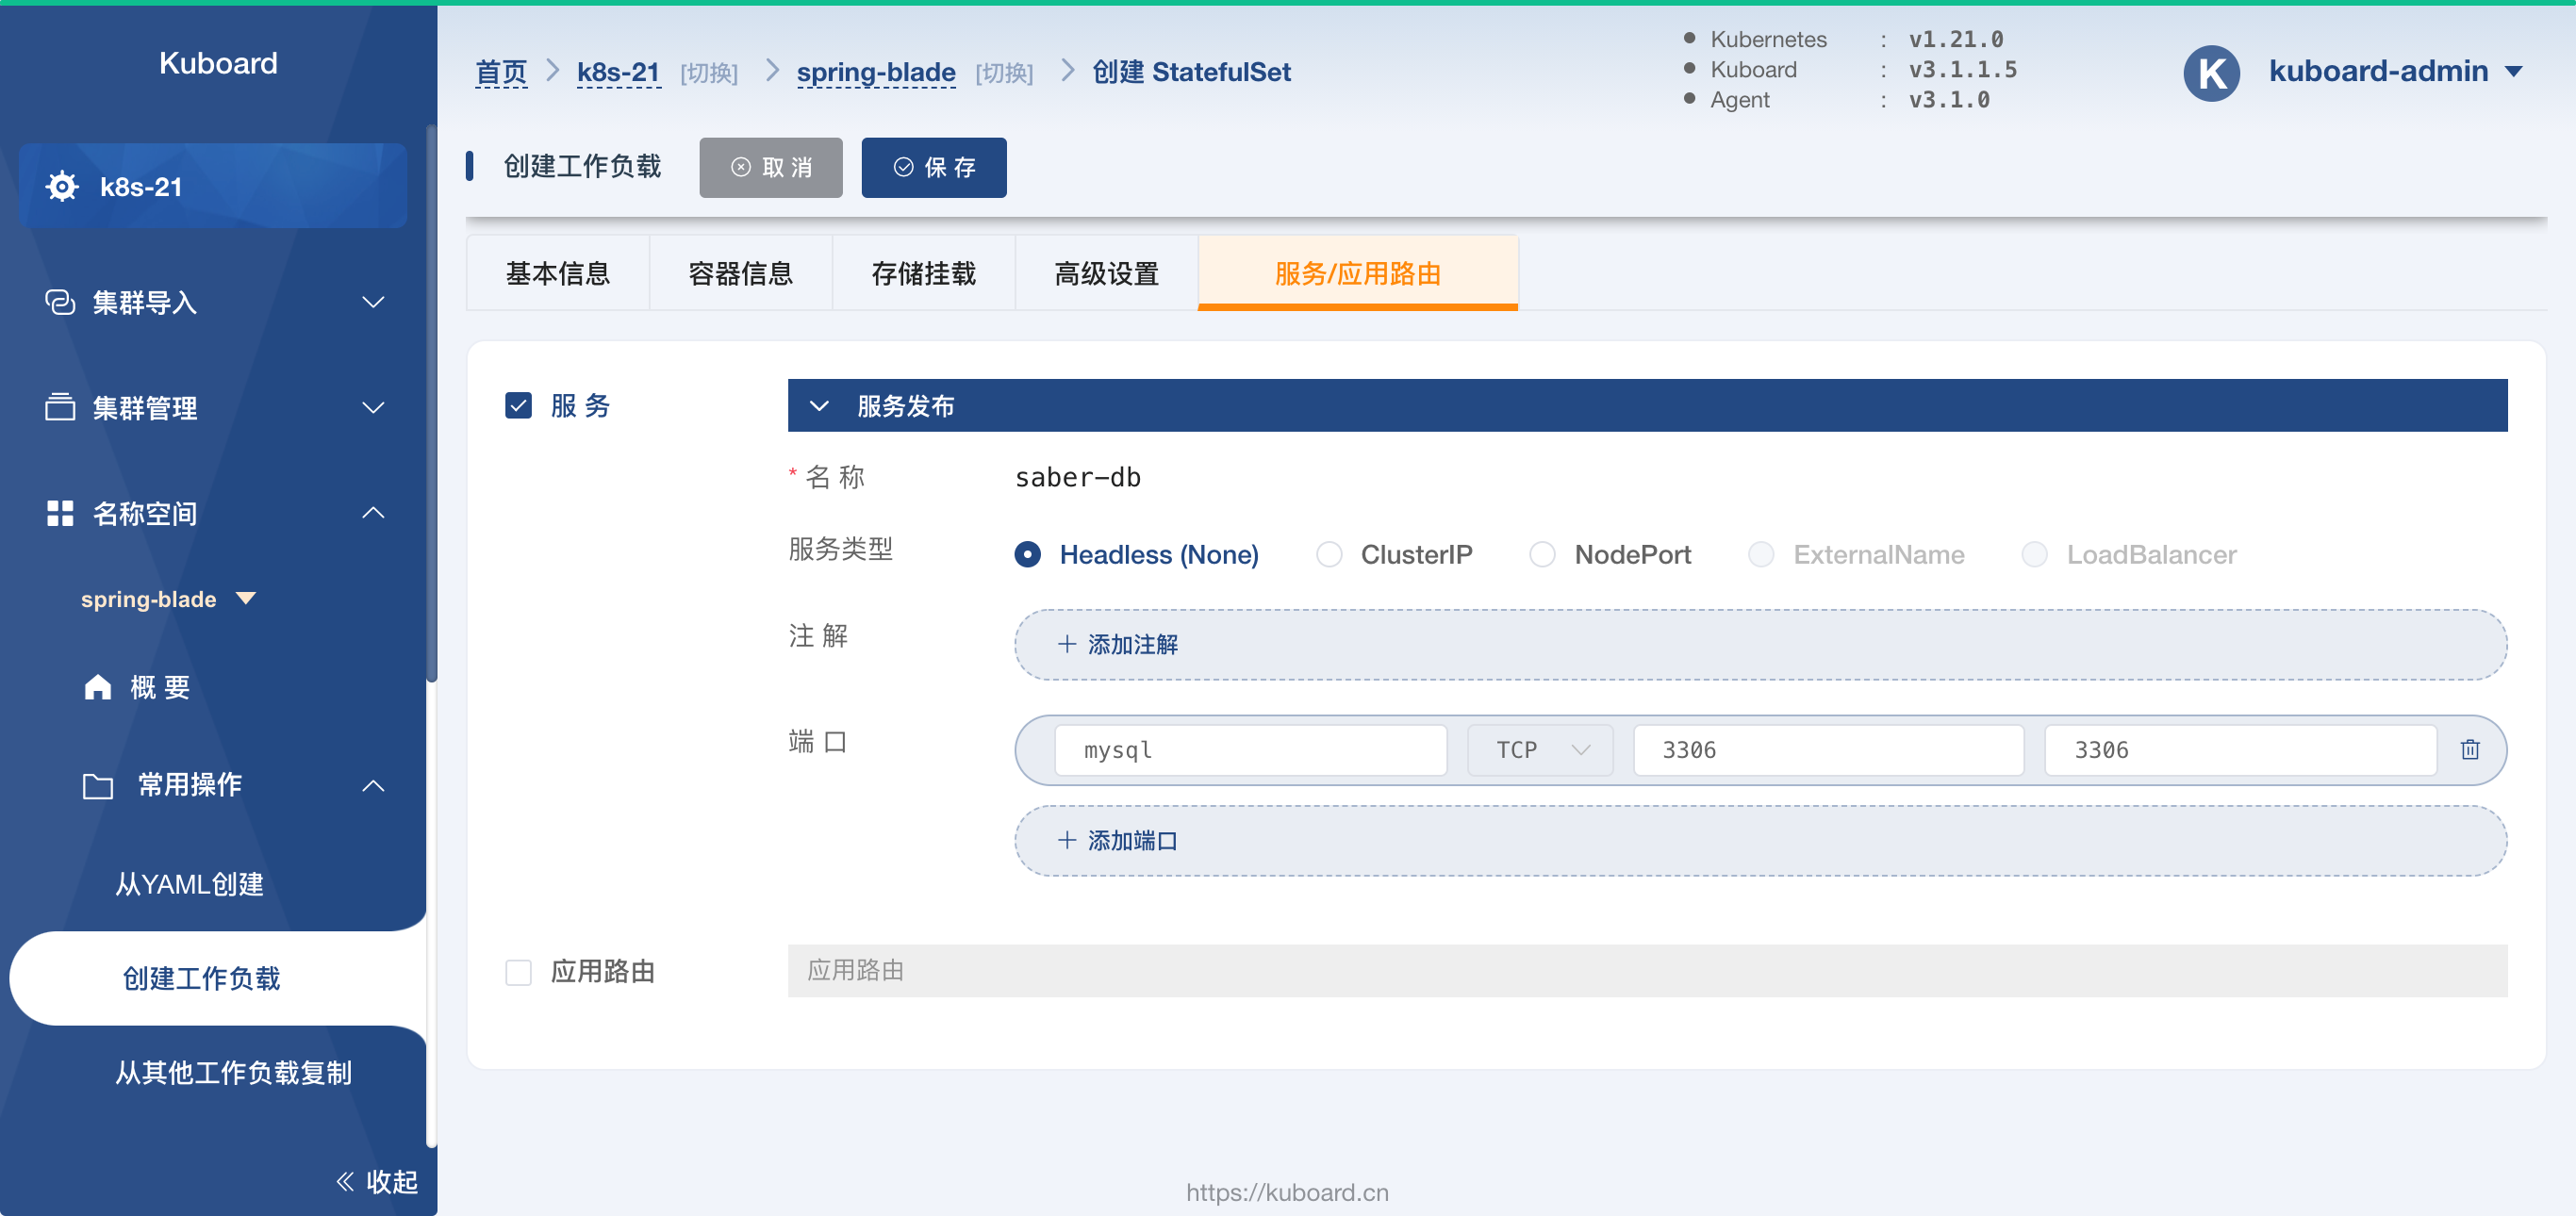 Kuboard
k8s-21
集群导入
集群管理
名称空间
spring-blade
概 要
常用操作
从YAML创建
创建工作负载
从其他工作负载复制
收起
首页 k8s-21 [切换] spring-blade [切换] 创建 StatefulSet
Kubernetes : v1.21.0
Kuboard : v3.1.1.5
Agent : v3.1.0
K kuboard-admin
创建工作负载 取 消 保 存
基本信息 容器信息 存储挂载 高级设置 服务/应用路由
服 务 服务发布
* 名 称 saber-db
服务类型 Headless (None) ClusterIP NodePort ExternalName LoadBalancer
注 解 + 添加注解
端 口 mysql TCP 3306 3306
+ 添加端口
应用路由 应用路由
https://kuboard.cn